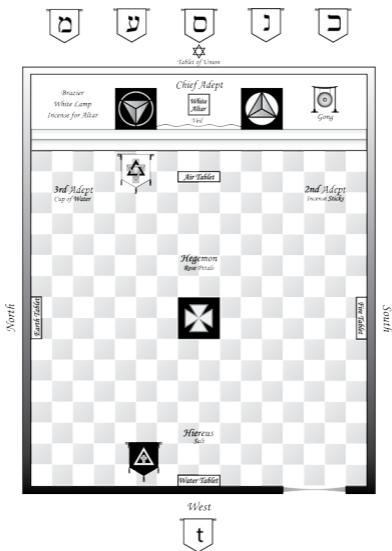 מ ע ס נ כ
Tablet of Union
Chief Adept
Brazier
White Lamp
Incense for Altar
White
Altar
Veil
Gong
Air Tablet
3rd Adept
Cup of Water
2nd Adept
Incense Sticks
Hegemon
Rose Petals
North
Earth Tablet
Fire Tablet
South
Hiereus
Salt
Water Tablet
West
t